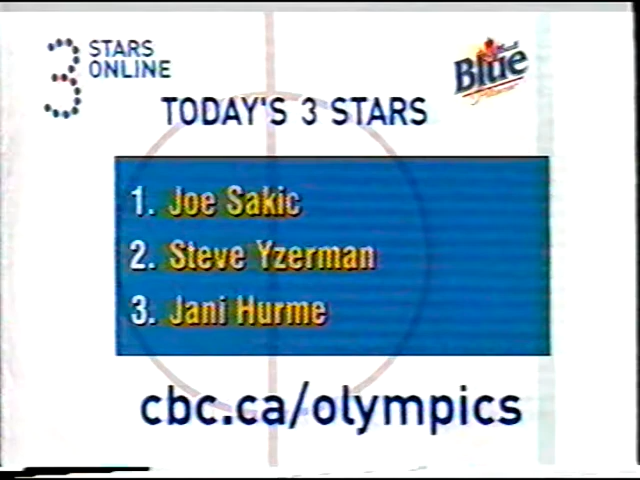 3 STARS
ONLINE
Blue
TODAY'S 3 STARS
1. Joe Sakic
2. Steve Yzerman
3. Jani Hurme
cbc.ca/olympics